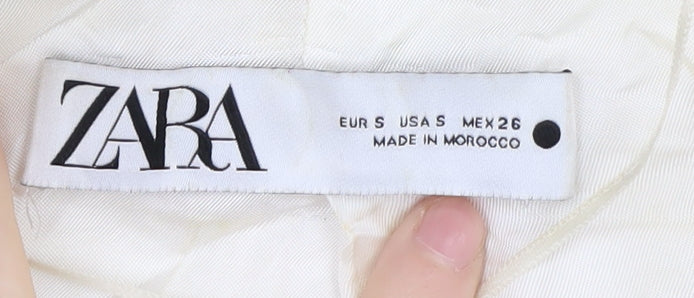 ZARA
EUR S USA S MEX 26
MADE IN MOROCCO